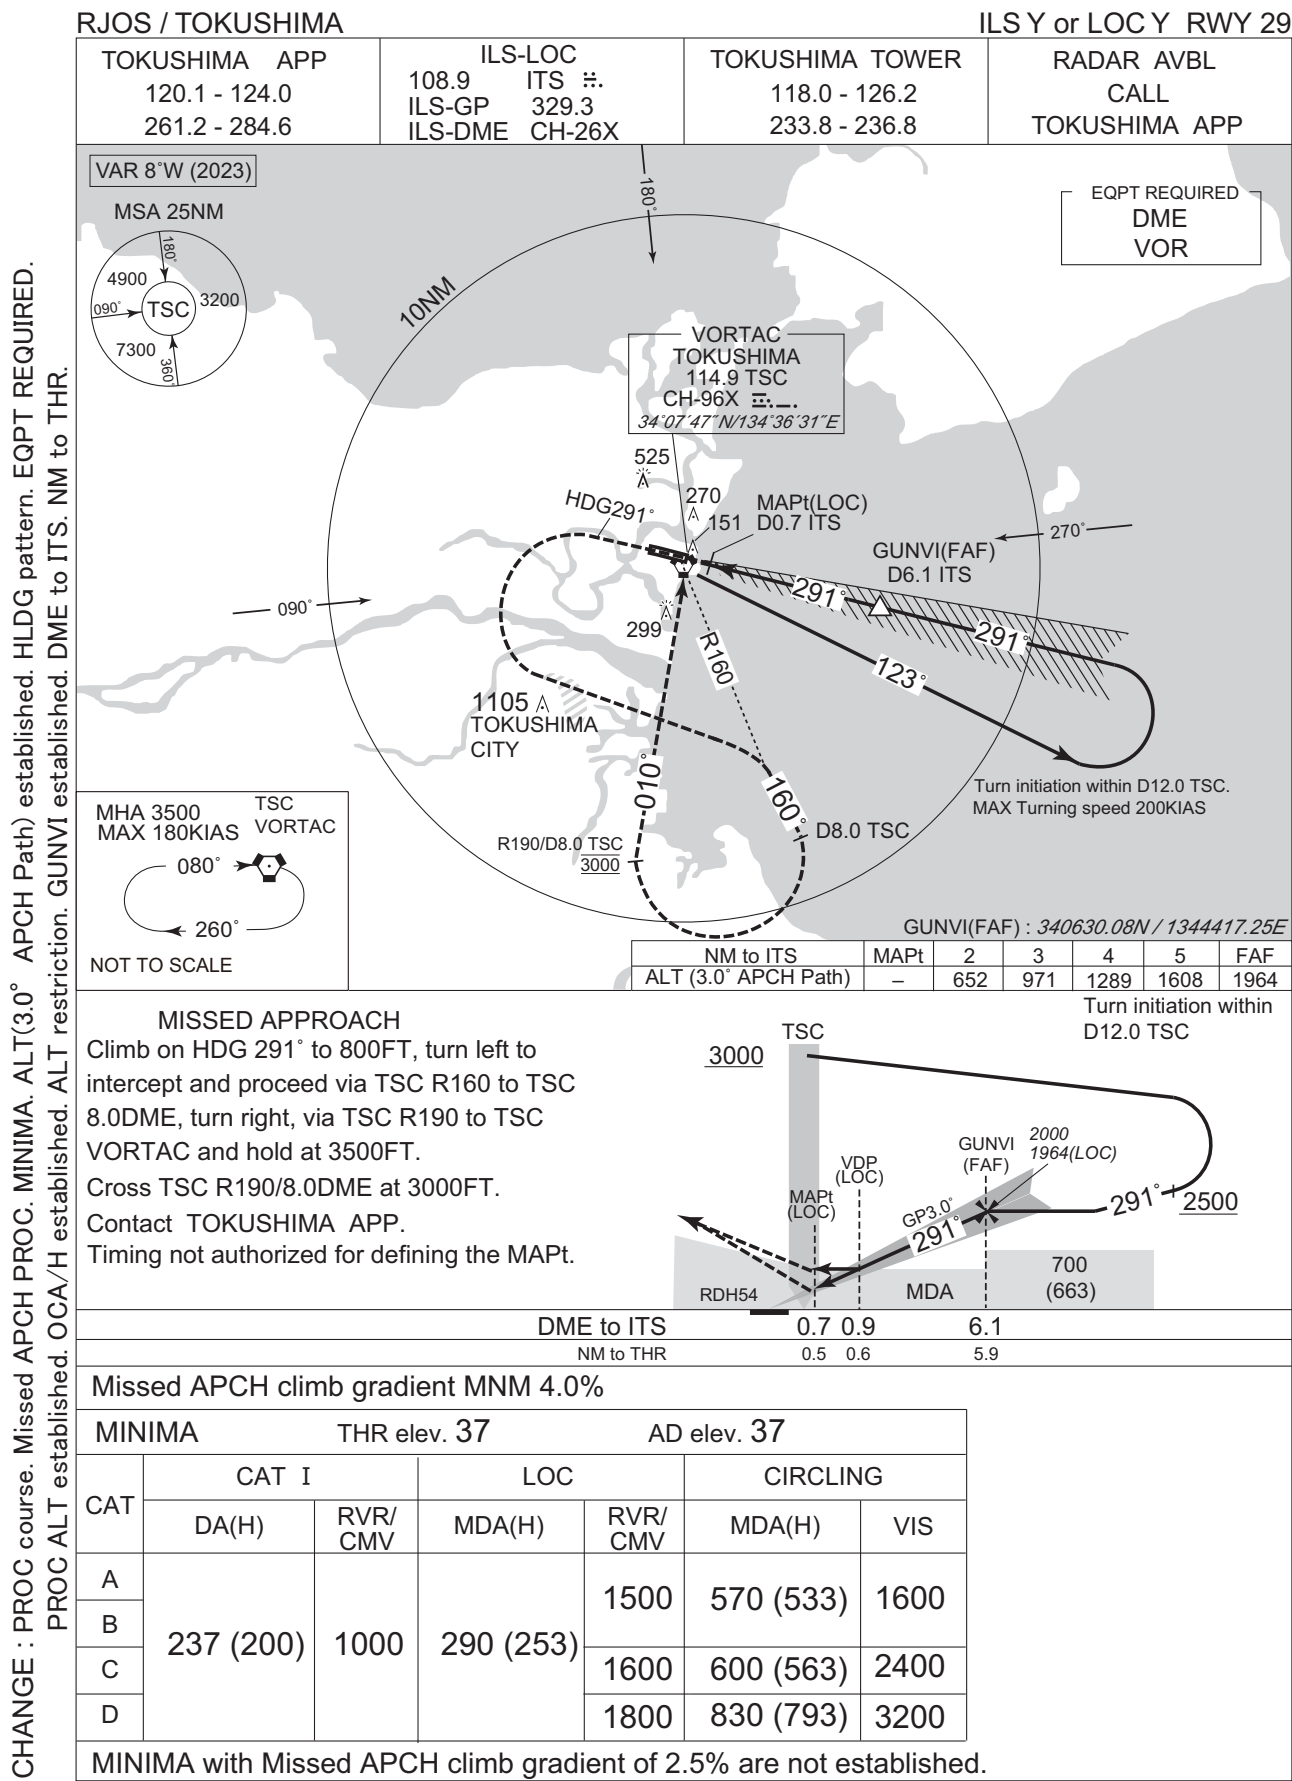 RJOS / TOKUSHIMA
ILS Y or LOC Y RWY 29
TOKUSHIMA APP
120.1 - 124.0
261.2 - 284.6
ILS-LOC
108.9 ITS
ILS-GP 329.3
ILS-DME CH-26X
TOKUSHIMA TOWER
118.0 - 126.2
233.8 - 236.8
RADAR AVBL
CALL
TOKUSHIMA APP
VAR 8°W (2023)
MSA 25NM
180°
4900
3200
090°
TSC
7300
360°
180°
10NM
EQPT REQUIRED
DME
VOR
VORTAC
TOKUSHIMA
114.9 TSC
CH-96X
34°07′47″N/134°36′31″E
525
HDG291°
270
151
MAPt(LOC)
D0.7 ITS
270°
GUNVI(FAF)
D6.1 ITS
291°
090°
299
291°
R160
123°
1105
TOKUSHIMA
CITY
010°
160°
Turn initiation within D12.0 TSC.
MAX Turning speed 200KIAS
D8.0 TSC
R190/D8.0 TSC
3000
MHA 3500
MAX 180KIAS
TSC
VORTAC
080°
260°
NOT TO SCALE
GUNVI(FAF) : 340630.08N / 1344417.25E
NM to ITS MAPt 2 3 4 5 FAF
ALT (3.0° APCH Path) – 652 971 1289 1608 1964
MISSED APPROACH
Climb on HDG 291° to 800FT, turn left to
intercept and proceed via TSC R160 to TSC
8.0DME, turn right, via TSC R190 to TSC
VORTAC and hold at 3500FT.
Cross TSC R190/8.0DME at 3000FT.
Contact TOKUSHIMA APP.
Timing not authorized for defining the MAPt.
Turn initiation within
D12.0 TSC
TSC
3000
GUNVI
(FAF)
2000
1964(LOC)
VDP
(LOC)
MAPt
(LOC)
GP3.0°
291°
291°
2500
700
(663)
RDH54
MDA
DME to ITS 0.7 0.9 6.1
NM to THR 0.5 0.6 5.9
Missed APCH climb gradient MNM 4.0%
MINIMA THR elev. 37 AD elev. 37
CAT
CAT I LOC CIRCLING
DA(H) RVR/CMV MDA(H) RVR/CMV MDA(H) VIS
A
B
C
D
237 (200) 1000 290 (253)
1500 570 (533) 1600
1600 600 (563) 2400
1800 830 (793) 3200
MINIMA with Missed APCH climb gradient of 2.5% are not established.
CHANGE : PROC course. Missed APCH PROC. MINIMA. ALT(3.0° APCH Path) established. HLDG pattern. EQPT REQUIRED.
PROC ALT established. OCA/H established. ALT restriction. GUNVI established. DME to ITS. NM to THR.